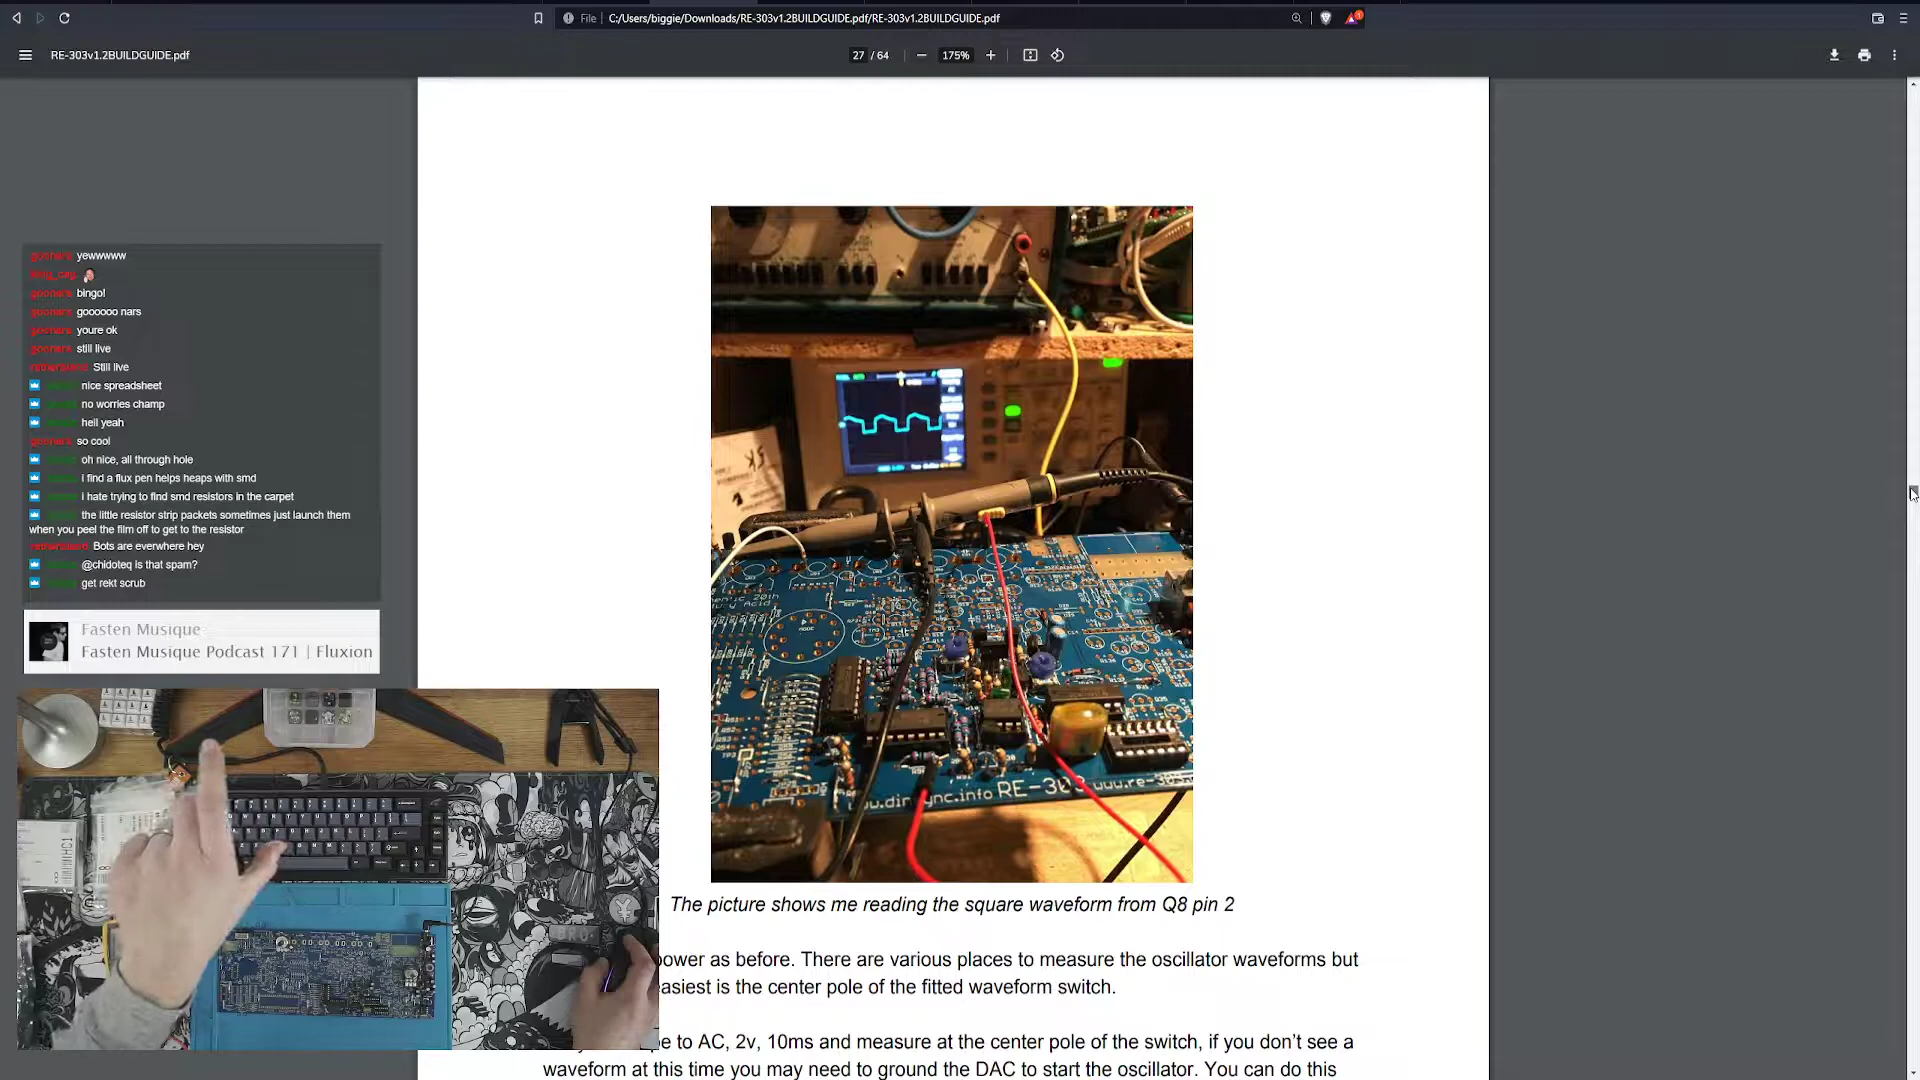 File C:/Users/biggie/Downloads/RE-303v1.2BUILDGUIDE.pdf/RE-303v1.2BUILDGUIDE.pdf
RE-303v1.2BUILDGUIDE.pdf
27 / 64
175%
yewwwww
bingo!
goooooo nars
youre ok
still live
Still live
nice spreadsheet
no worries champ
hell yeah
so cool
oh nice, all through hole
i find a flux pen helps heaps with smd
i hate trying to find smd resistors in the carpet
the little resistor strip packets sometimes just launch them
when you peel the film off to get to the resistor
Bots are everwhere hey
@chidoteq is that spam?
get rekt scrub
Fasten Musique
Fasten Musique Podcast 171 | Fluxion
RE-303
The picture shows me reading the square waveform from Q8 pin 2
power as before. There are various places to measure the oscillator waveforms but
easiest is the center pole of the fitted waveform switch.
to AC, 2v, 10ms and measure at the center pole of the switch, if you don't see a
waveform at this time you may need to ground the DAC to start the oscillator. You can do this